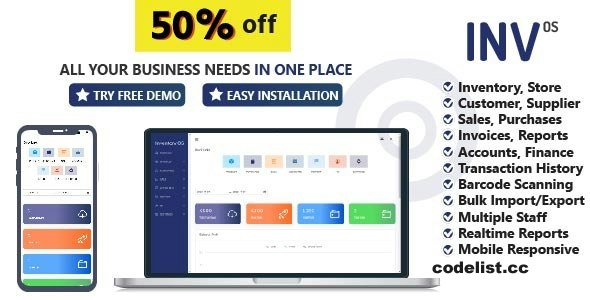 50% off
INV OS
ALL YOUR BUSINESS NEEDS IN ONE PLACE
TRY FREE DEMO
EASY INSTALLATION
Inventory OS
Inventory, Store
Customer, Supplier
Sales, Purchases
Invoices, Reports
Accounts, Finance
Transaction History
Barcode Scanning
Bulk Import/Export
Multiple Staff
Realtime Reports
Mobile Responsive
codelist.cc